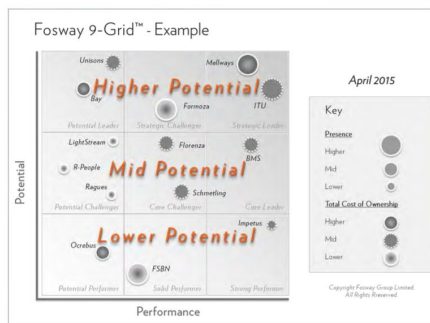 Fosway 9-Grid™ - Example
Unisons
Mellways
Higher Potential
Bay
Formoza
ITU
Potential Leader
Strategic Challenger
Strategic Leader
LightStream
Florenza
BMS
R-People
Mid Potential
Ragues
Schmetling
Potential Challenger
Core Challenger
Core Leader
Impetus
Lower Potential
Ocrebus
FSBN
Potential Performer
Solid Performer
Strong Performer
Potential
Performance
April 2015
Key
Presence
Higher
Mid
Lower
Total Cost of Ownership
Higher
Mid
Lower
Copyright Fosway Group Limited
All Rights Reserved